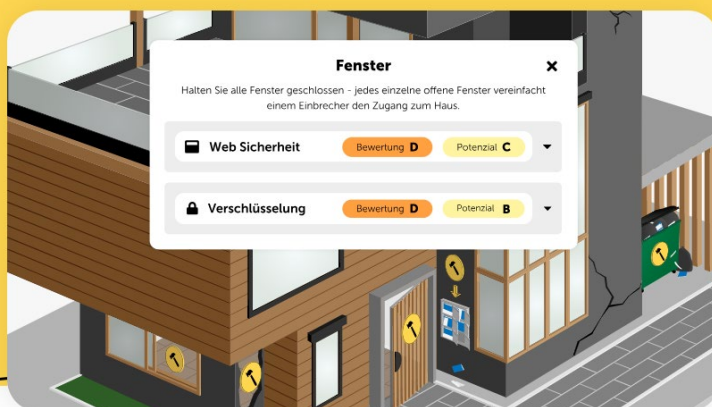 Fenster
Halten Sie alle Fenster geschlossen - jedes einzelne offene Fenster vereinfacht
einem Einbrecher den Zugang zum Haus.
Web Sicherheit Bewertung D Potenzial C
Verschlüsselung Bewertung D Potenzial B